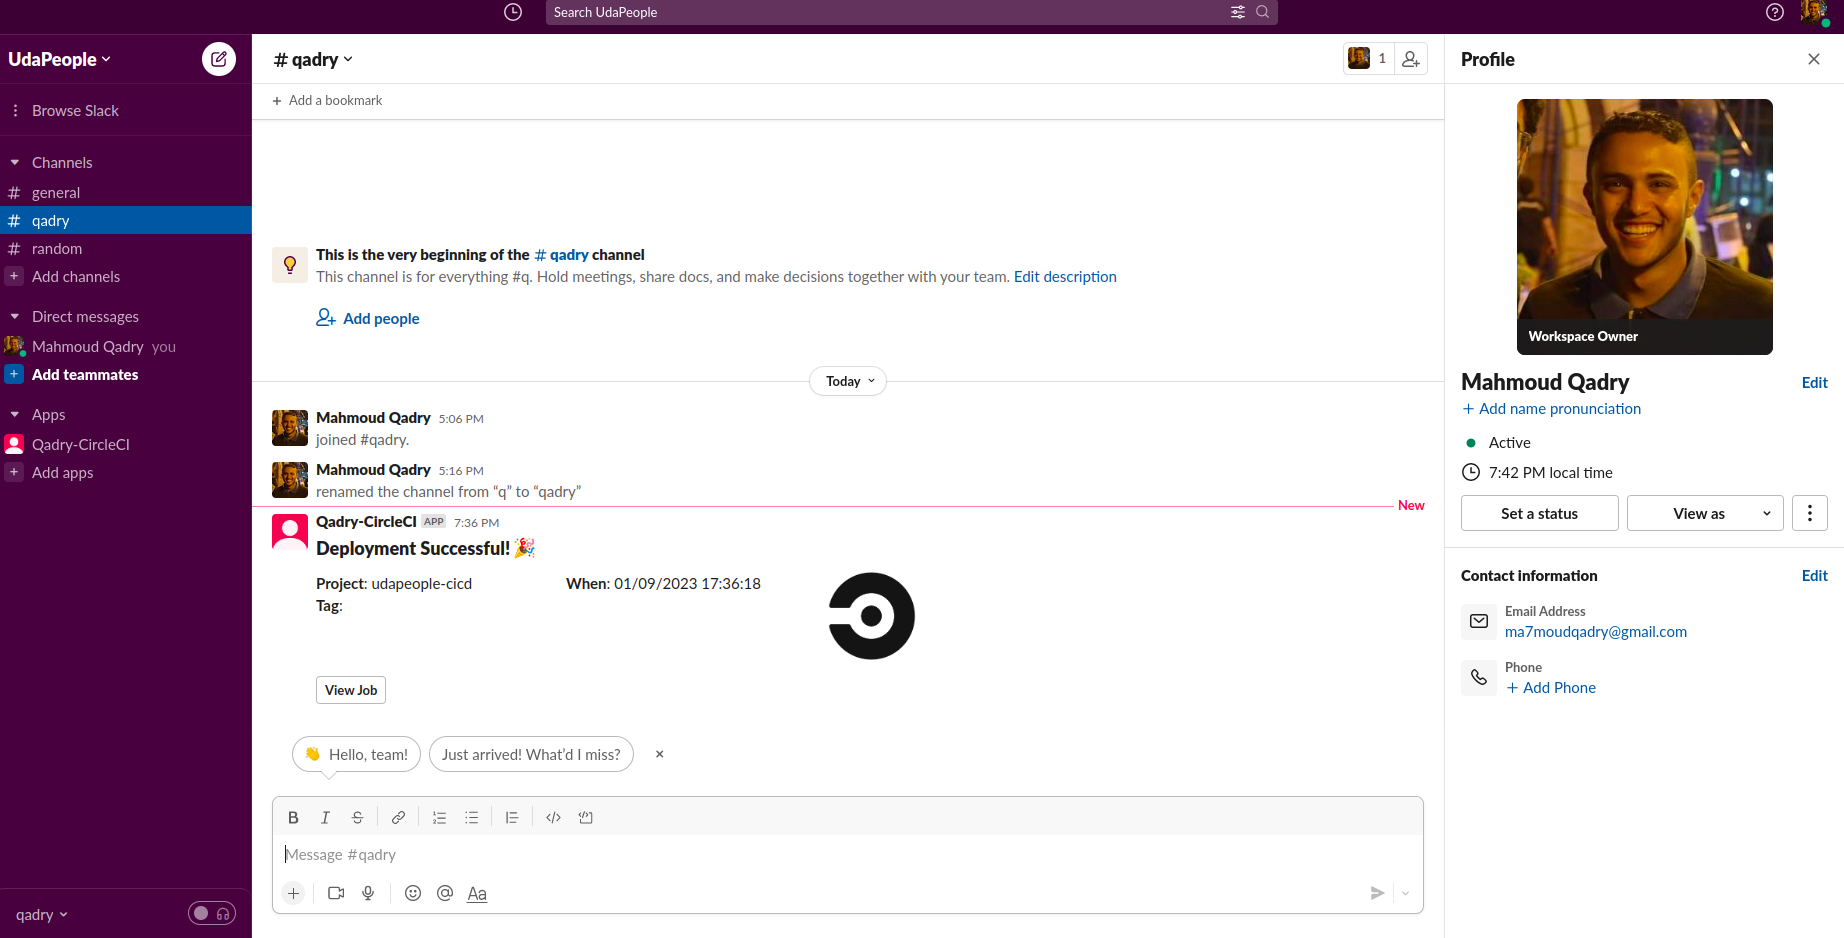 Search UdaPeople
UdaPeople
Browse Slack
Channels
# general
# qadry
# random
+ Add channels
Direct messages
Mahmoud Qadry you
+ Add teammates
Apps
Qadry-CircleCI
+ Add apps
qadry
# qadry
1
+ Add a bookmark
This is the very beginning of the # qadry channel
This channel is for everything #q. Hold meetings, share docs, and make decisions together with your team. Edit description
Add people
Today
Mahmoud Qadry 5:06 PM
joined #qadry.
Mahmoud Qadry 5:16 PM
renamed the channel from “q” to “qadry”
New
Qadry-CircleCI APP 7:36 PM
Deployment Successful! 🎉
Project: udapeople-cicd When: 01/09/2023 17:36:18
Tag:
View Job
👋 Hello, team! Just arrived! What’d I miss? ×
B I S
Message #qadry
+ @ Aa
Profile
Workspace Owner
Mahmoud Qadry Edit
+ Add name pronunciation
Active
7:42 PM local time
Set a status View as
Contact information Edit
Email Address
ma7moudqadry@gmail.com
Phone
+ Add Phone